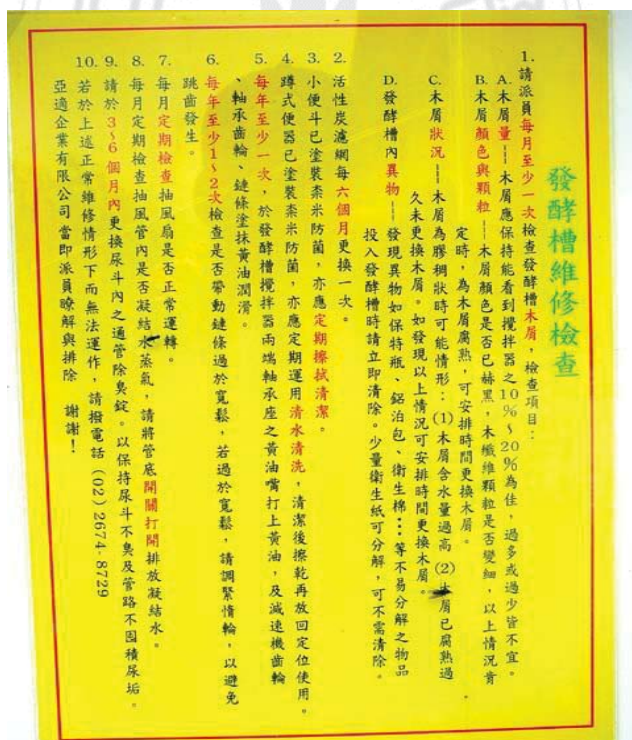 發酵槽維修檢查
1.請派員每月至少一次檢查發酵槽木屑，檢查項目：
A.木屑量--木屑應保持能看到攪拌器之10%~20%為佳，過多或過少皆不宜。
B.木屑顏色與顆粒--木屑顏色是否已赫黑，木纖維顆粒是否變細，以上情況肯
定時，為木屑腐熟，可安排時間更換木屑。
C.木屑狀況--木屑為膠稠狀時可能情形：(1)木屑含水量過高(2)木屑已腐熟過
久未更換木屑。如發現以上情況可安排時間更換木屑。
D.發酵槽內異物--發現異物如保特瓶、鋁泊包、衛生棉…等不易分解之物品
投入發酵槽時請立即清除。少量衛生紙可分解，可不需清除。
2.活性炭濾網每六個月更換一次。
3.小便斗已塗裝奈米防菌，亦應定期擦拭清潔。
4.蹲式便器已塗裝奈米防菌，亦應定期運用清水清洗，清潔後擦乾再放回定位使用。
5.每年至少一次，於發酵槽攪拌器兩端軸承座之黃油嘴打上黃油，及減速機齒輪
、軸承齒輪、鏈條塗抹黃油潤滑。
6.每年至少1~2次檢查是否帶動鏈條過於寬鬆，若過於寬鬆，請調緊惰輪，以避免
跳齒發生。
7.每月定期檢查抽風扇是否正常運轉。
8.每月定期檢查抽風管內是否凝結水蒸氣，請將管底開關打開排放凝結水。
9.請於3~6個月內更換尿斗內之通管除臭錠。以保持尿斗不臭及管路不囤積尿垢。
10.若於上述正常維修情形下而無法運作，請撥電話(02)2674-8729
亞適企業有限公司當即派員瞭解與排除 謝謝！